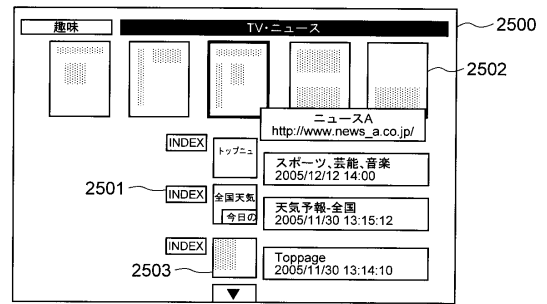 趣味
TV・ニュース
2500
2502
ニュースA
http://www.news_a.co.jp/
INDEX
トップニュ
スポーツ、芸能、音楽
2005/12/12 14:00
2501
INDEX
全国天気
今日の
天気予報-全国
2005/11/30 13:15:12
INDEX
2503
Toppage
2005/11/30 13:14:10
▼